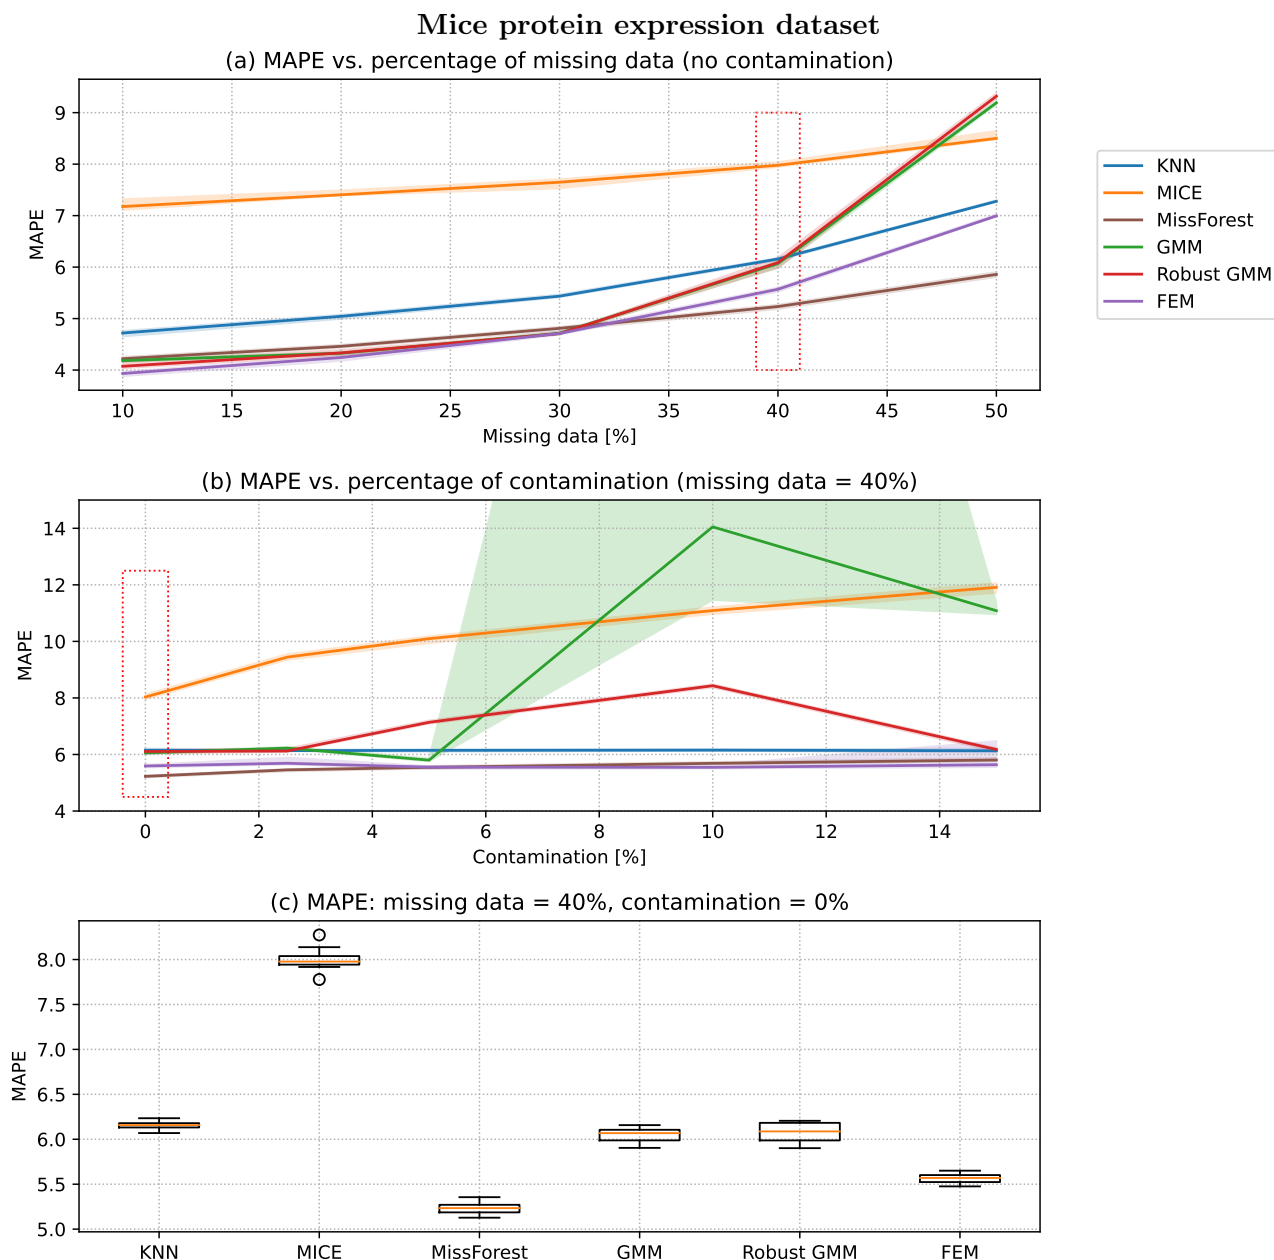 Mice protein expression dataset
(a) MAPE vs. percentage of missing data (no contamination)
9
8
7
6
5
4
MAPE
10 15 20 25 30 35 40 45 50
Missing data [%]
KNN
MICE
MissForest
GMM
Robust GMM
FEM
(b) MAPE vs. percentage of contamination (missing data = 40%)
14
12
10
8
6
4
MAPE
0 2 4 6 8 10 12 14
Contamination [%]
(c) MAPE: missing data = 40%, contamination = 0%
8.0
7.5
7.0
6.5
6.0
5.5
5.0
MAPE
KNN MICE MissForest GMM Robust GMM FEM